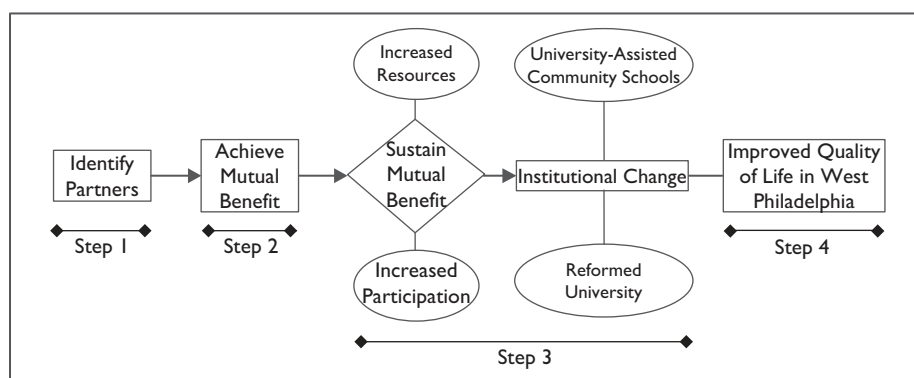 Identify
Partners
Step 1
Achieve
Mutual
Benefit
Step 2
Increased
Resources
Sustain
Mutual
Benefit
Increased
Participation
University-Assisted
Community Schools
Institutional Change
Reformed
University
Step 3
Improved Quality
of Life in West
Philadelphia
Step 4